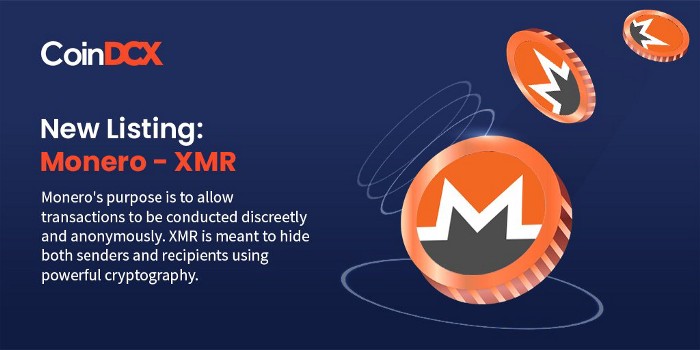 CoinDCX
New Listing:
Monero - XMR
Monero's purpose is to allow
transactions to be conducted discreetly
and anonymously. XMR is meant to hide
both senders and recipients using
powerful cryptography.